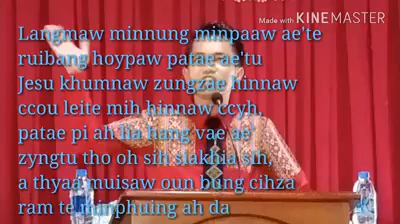 Made with KINEMASTER
Langmaw minnung minpaaw ae'te
ruibang hoypaw patae ae'tu
Jesu khumnaw zungzae hinnaw
ccou leite mih hinnaw ccyh,
patae pi ah lia hang vae ae
zyngtu tho oh sih slakhia sih,
a thyaa muisaw oun bung cihza
ram te minphuing ah da